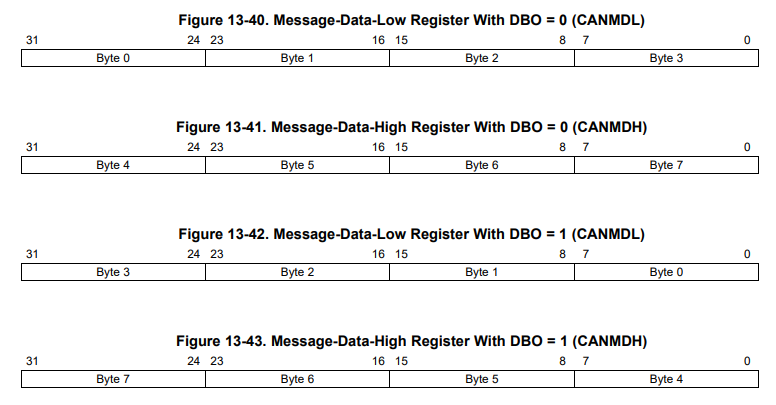 Figure 13-40. Message-Data-Low Register With DBO = 0 (CANMDL)
31 24 23 16 15 8 7 0
Byte 0 Byte 1 Byte 2 Byte 3
Figure 13-41. Message-Data-High Register With DBO = 0 (CANMDH)
31 24 23 16 15 8 7 0
Byte 4 Byte 5 Byte 6 Byte 7
Figure 13-42. Message-Data-Low Register With DBO = 1 (CANMDL)
31 24 23 16 15 8 7 0
Byte 3 Byte 2 Byte 1 Byte 0
Figure 13-43. Message-Data-High Register With DBO = 1 (CANMDH)
31 24 23 16 15 8 7 0
Byte 7 Byte 6 Byte 5 Byte 4